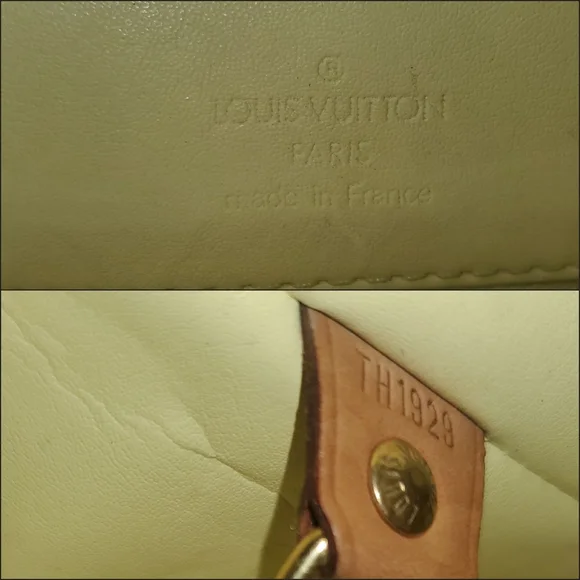 ®
LOUIS VUITTON
PARIS
made in France
TH1929